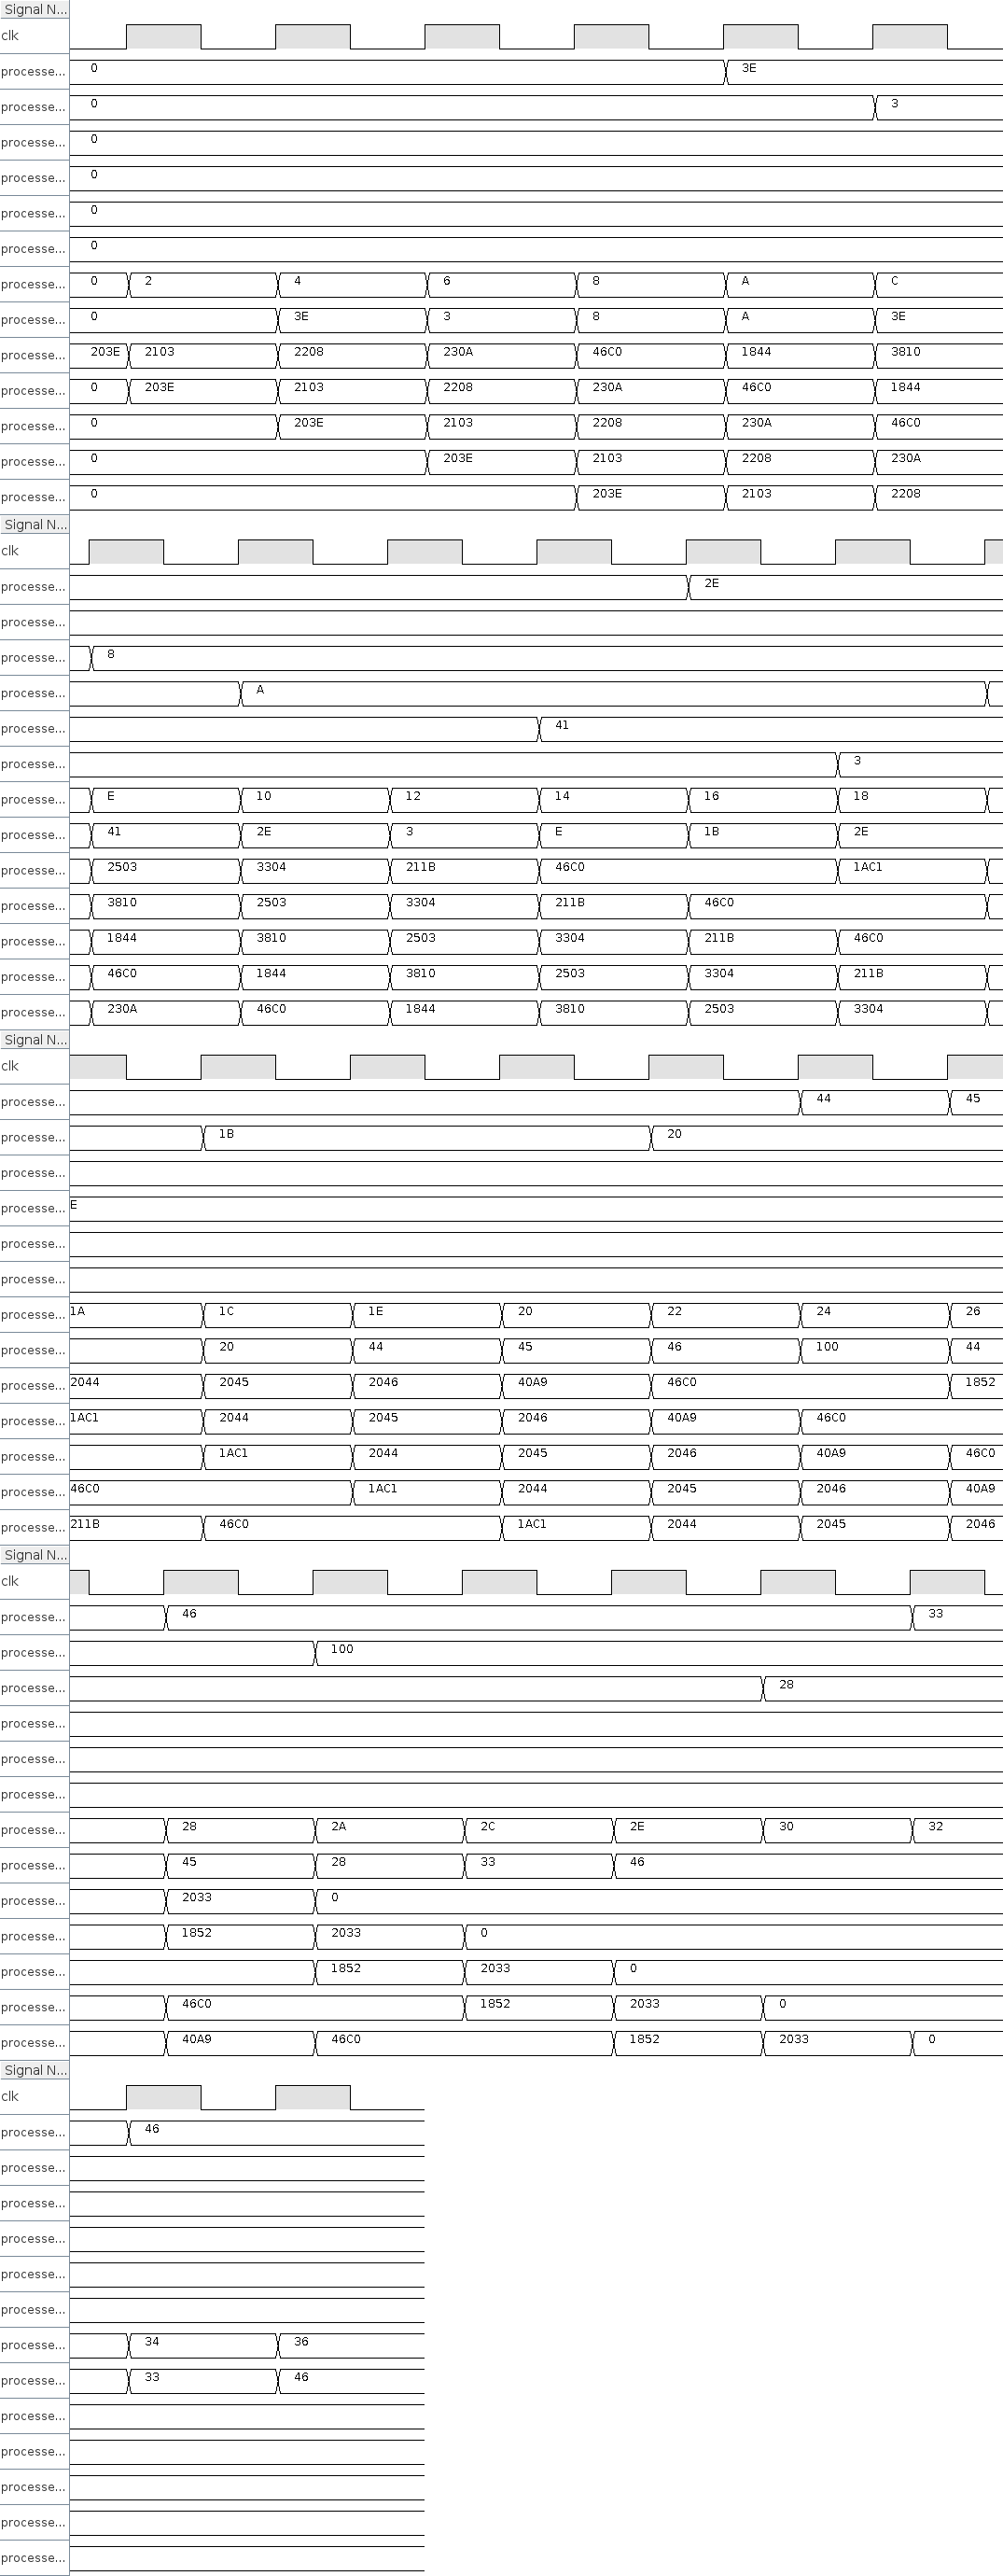 Signal N...
clk
processe... 0 3E
processe... 0 3
processe... 0
processe... 0
processe... 0
processe... 0
processe... 0 2 4 6 8 A C
processe... 0 3E 3 8 A 3E
processe... 203E 2103 2208 230A 46C0 1844 3810
processe... 0 203E 2103 2208 230A 46C0 1844
processe... 0 203E 2103 2208 230A 46C0
processe... 0 203E 2103 2208 230A
processe... 0 203E 2103 2208
Signal N...
clk
processe... 2E
processe...
processe... 8
processe... A
processe... 41
processe... 3
processe... E 10 12 14 16 18
processe... 41 2E 3 E 1B 2E
processe... 2503 3304 211B 46C0 1AC1
processe... 3810 2503 3304 211B 46C0
processe... 1844 3810 2503 3304 211B 46C0
processe... 46C0 1844 3810 2503 3304 211B
processe... 230A 46C0 1844 3810 2503 3304
Signal N...
clk
processe... 44 45
processe... 1B 20
processe...
processe... E
processe...
processe...
processe... 1A 1C 1E 20 22 24 26
processe... 20 44 45 46 100 44
processe... 2044 2045 2046 40A9 46C0 1852
processe... 1AC1 2044 2045 2046 40A9 46C0
processe... 1AC1 2044 2045 2046 40A9 46C0
processe... 46C0 1AC1 2044 2045 2046 40A9
processe... 211B 46C0 1AC1 2044 2045 2046
Signal N...
clk
processe... 46 33
processe... 100
processe... 28
processe...
processe...
processe...
processe... 28 2A 2C 2E 30 32
processe... 45 28 33 46
processe... 2033 0
processe... 1852 2033 0
processe... 1852 2033 0
processe... 46C0 1852 2033 0
processe... 40A9 46C0 1852 2033 0
Signal N...
clk
processe... 46
processe...
processe...
processe...
processe...
processe...
processe... 34 36
processe... 33 46
processe...
processe...
processe...
processe...
processe...